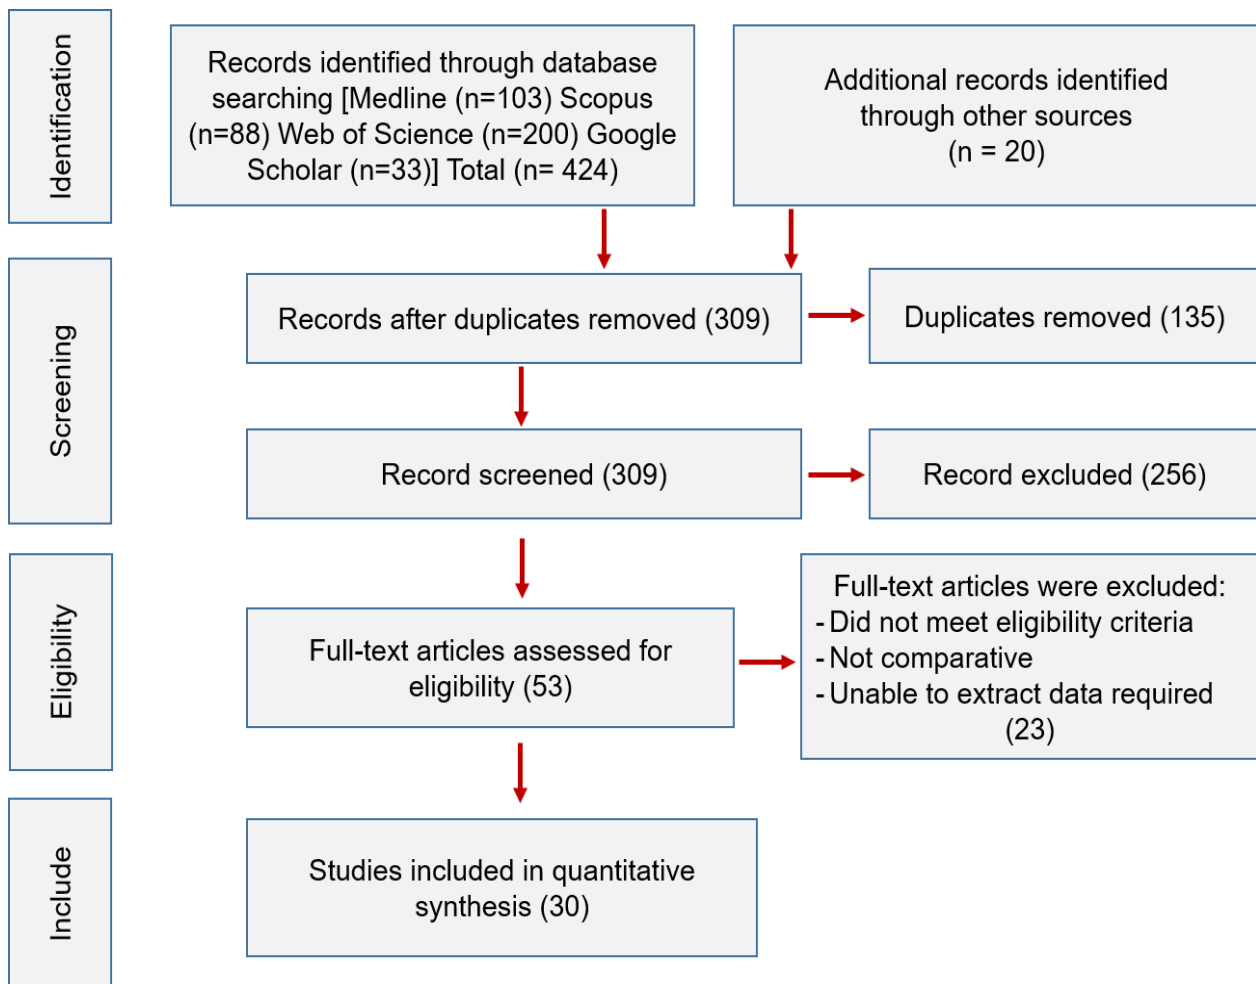 Identification
Records identified through database
searching [Medline (n=103) Scopus
(n=88) Web of Science (n=200) Google
Scholar (n=33)] Total (n= 424)
Additional records identified
through other sources
(n = 20)
Screening
Records after duplicates removed (309)
Duplicates removed (135)
Record screened (309)
Record excluded (256)
Eligibility
Full-text articles assessed for
eligibility (53)
Full-text articles were excluded:
- Did not meet eligibility criteria
- Not comparative
- Unable to extract data required
(23)
Include
Studies included in quantitative
synthesis (30)